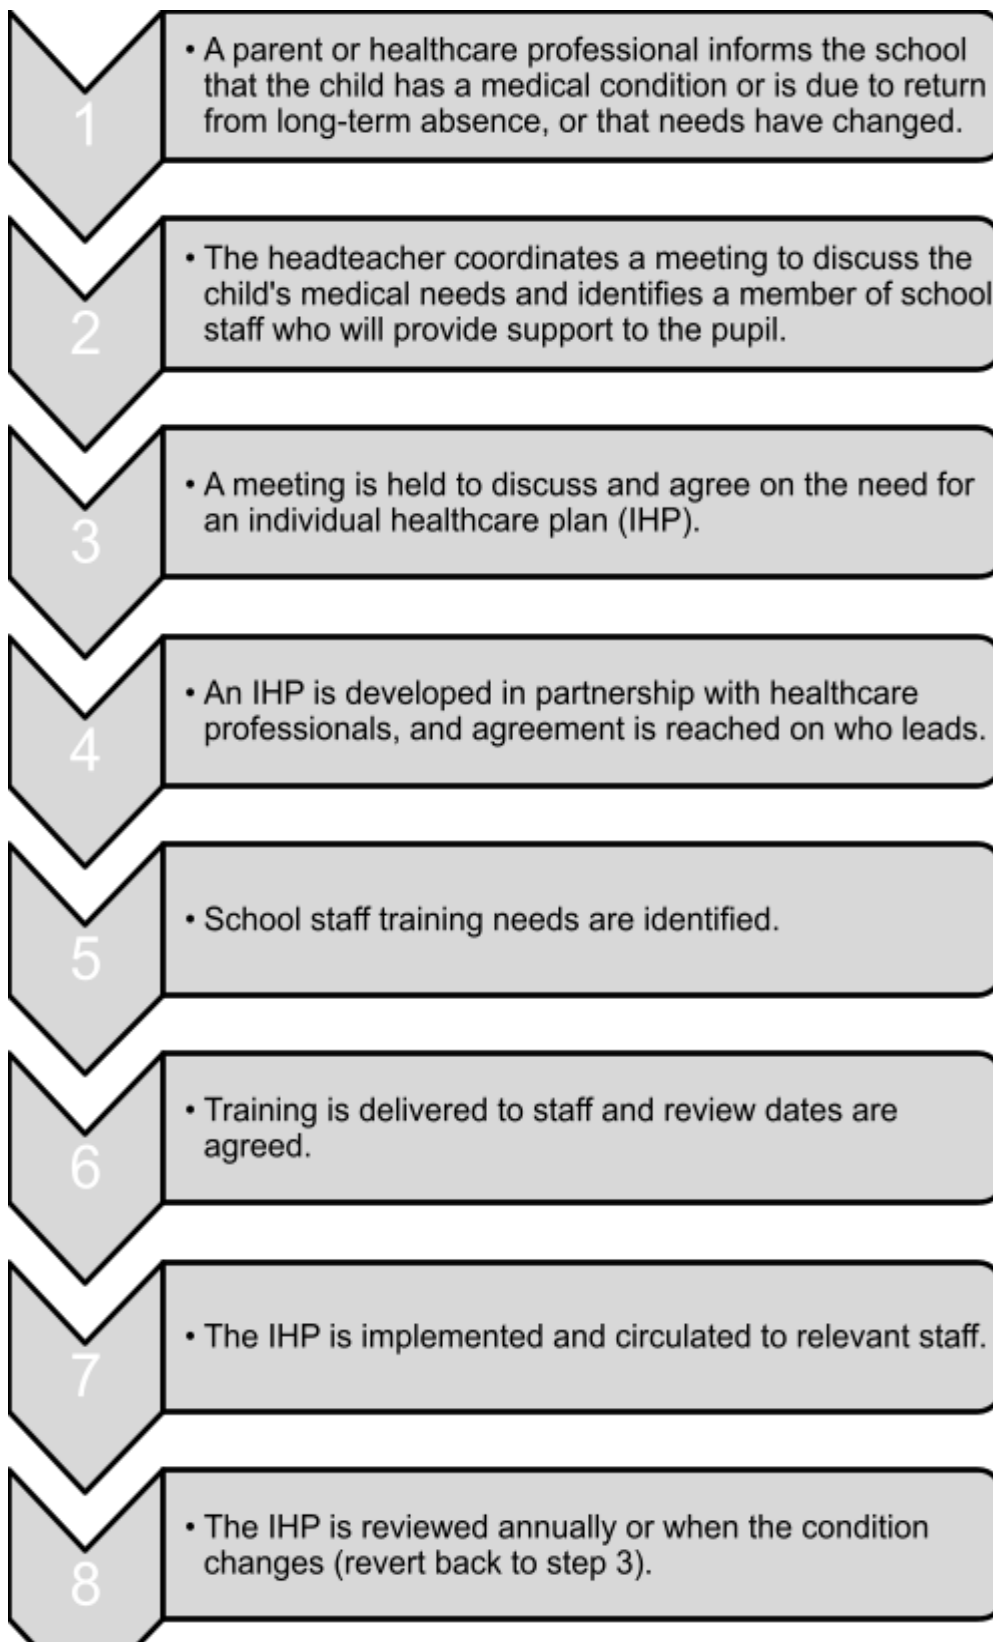 1
• A parent or healthcare professional informs the school
that the child has a medical condition or is due to return
from long-term absence, or that needs have changed.
2
• The headteacher coordinates a meeting to discuss the
child's medical needs and identifies a member of school
staff who will provide support to the pupil.
3
• A meeting is held to discuss and agree on the need for
an individual healthcare plan (IHP).
4
• An IHP is developed in partnership with healthcare
professionals, and agreement is reached on who leads.
5
• School staff training needs are identified.
6
• Training is delivered to staff and review dates are
agreed.
7
• The IHP is implemented and circulated to relevant staff.
8
• The IHP is reviewed annually or when the condition
changes (revert back to step 3).